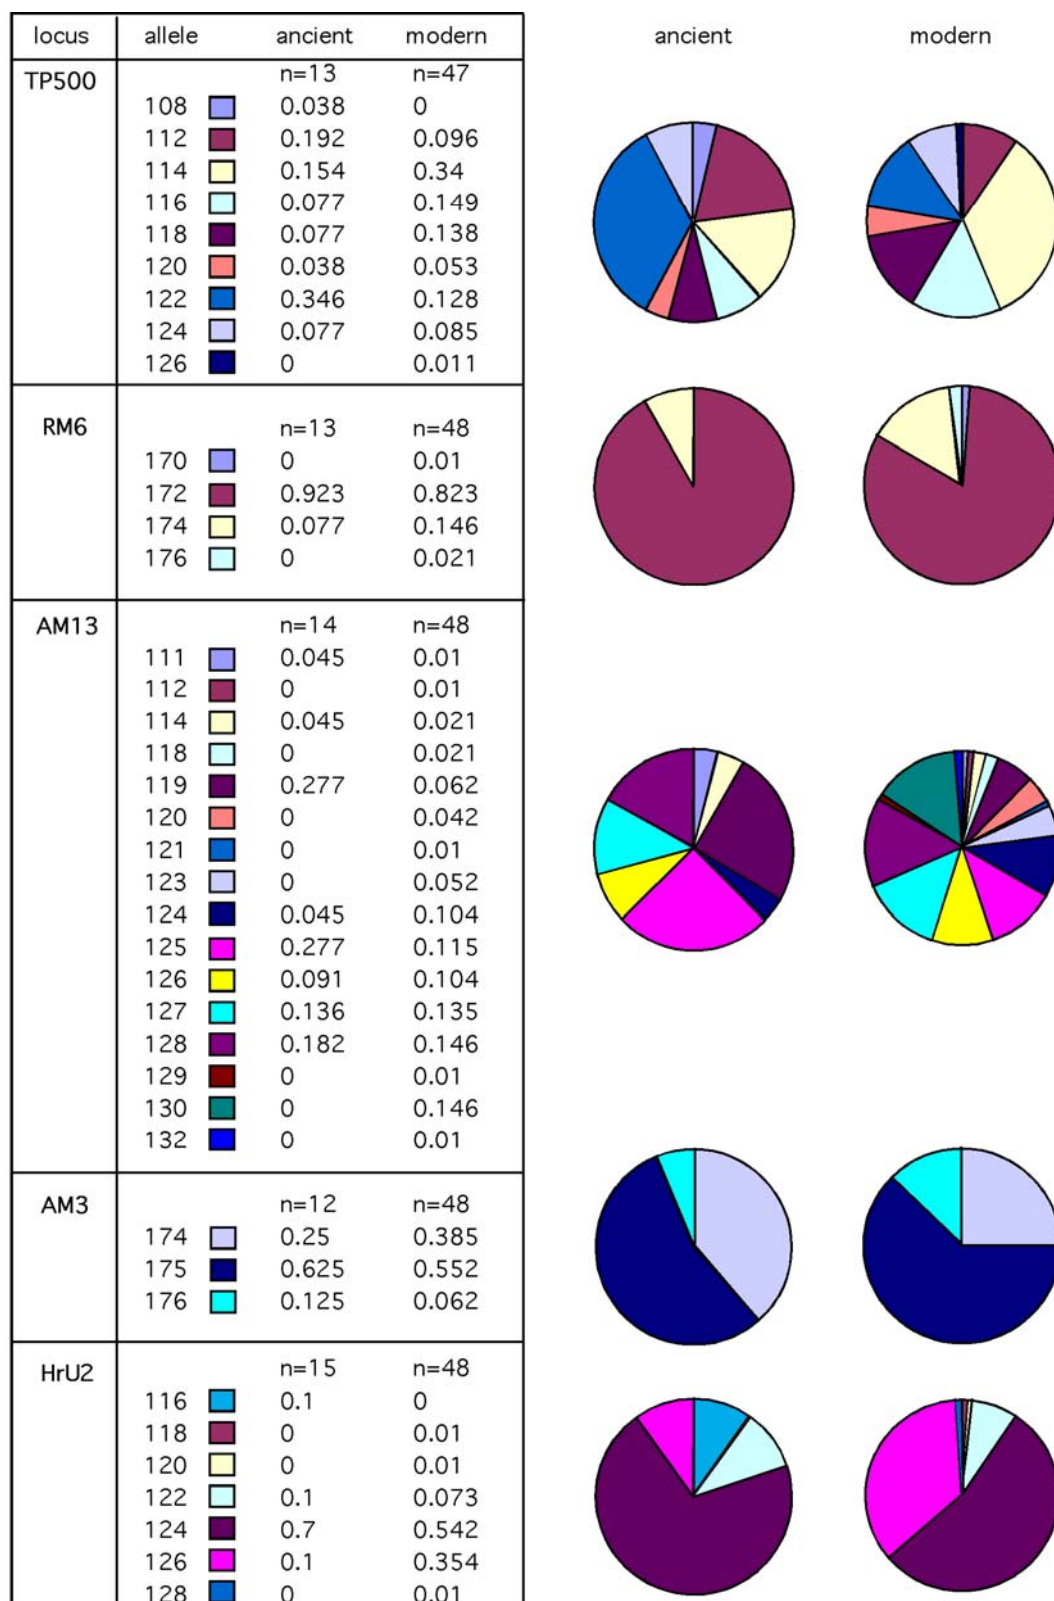 locus allele ancient modern ancient modern
TP500 n=13 n=47
108 0.038 0
112 0.192 0.096
114 0.154 0.34
116 0.077 0.149
118 0.077 0.138
120 0.038 0.053
122 0.346 0.128
124 0.077 0.085
126 0 0.011
RM6 n=13 n=48
170 0 0.01
172 0.923 0.823
174 0.077 0.146
176 0 0.021
AM13 n=14 n=48
111 0.045 0.01
112 0 0.01
114 0.045 0.021
118 0 0.021
119 0.277 0.062
120 0 0.042
121 0 0.01
123 0 0.052
124 0.045 0.104
125 0.277 0.115
126 0.091 0.104
127 0.136 0.135
128 0.182 0.146
129 0 0.01
130 0 0.146
132 0 0.01
AM3 n=12 n=48
174 0.25 0.385
175 0.625 0.552
176 0.125 0.062
HrU2 n=15 n=48
116 0.1 0
118 0 0.01
120 0 0.01
122 0.1 0.073
124 0.7 0.542
126 0.1 0.354
128 0 0.01